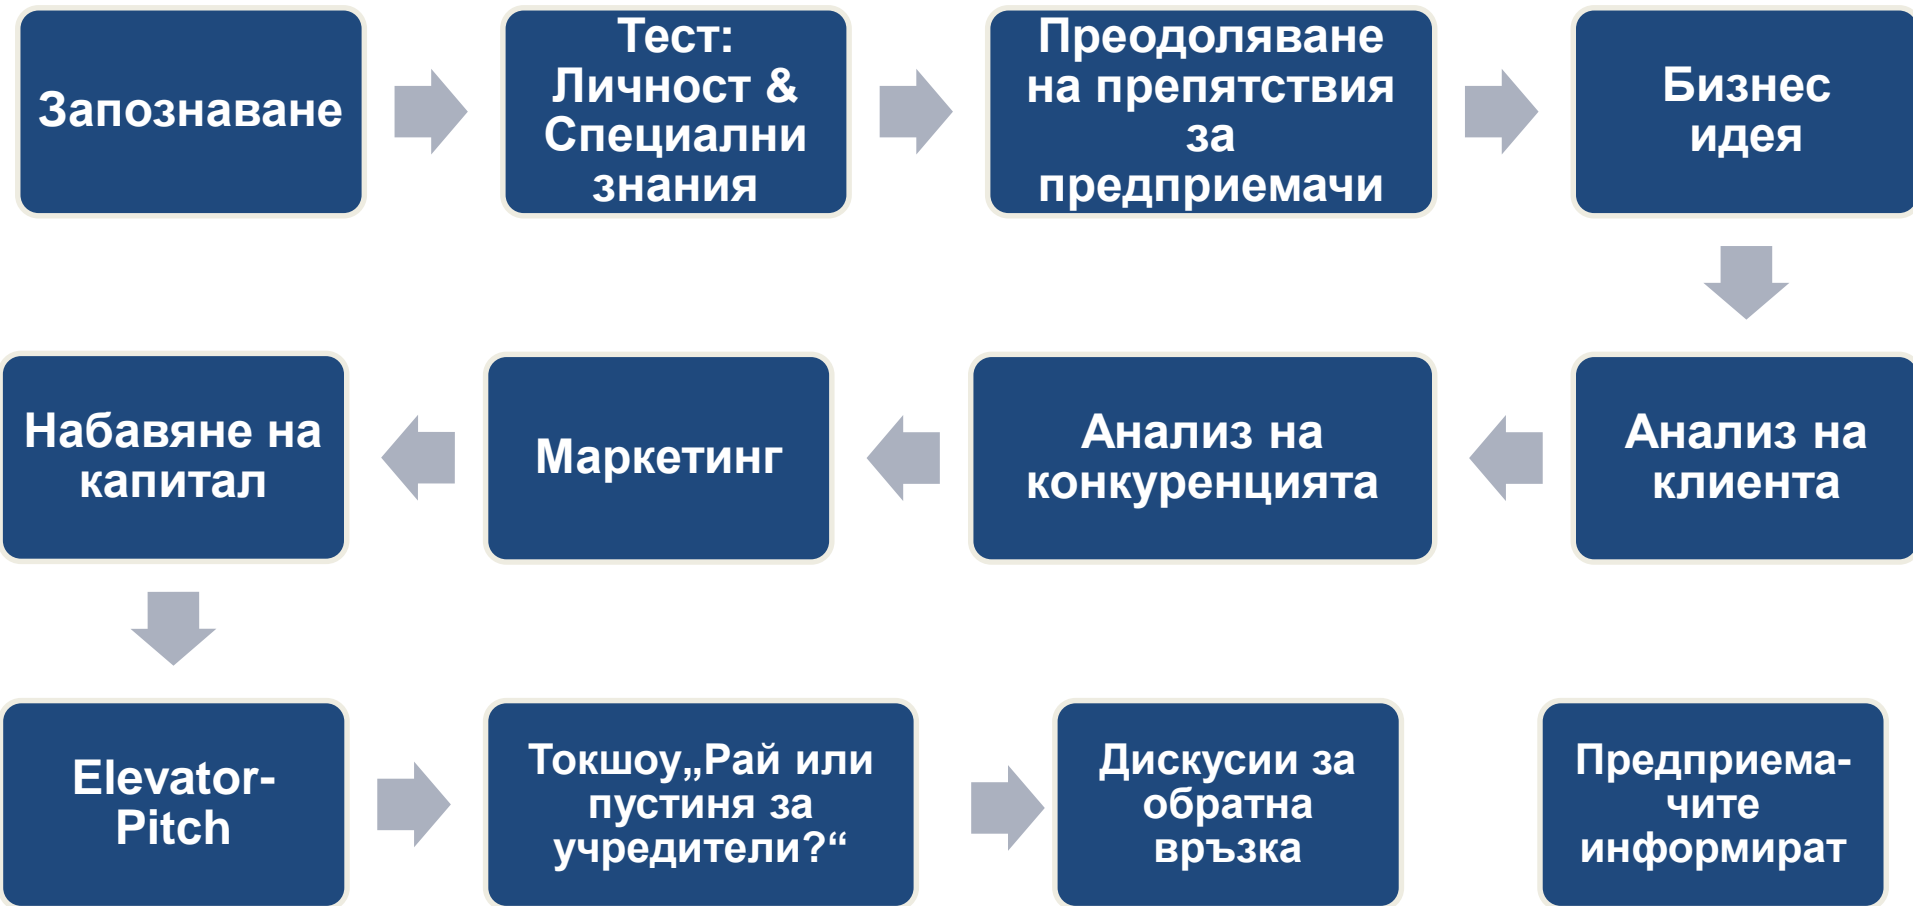 Запознаване
Тест:
Личност &
Специални
знания
Преодоляване
на препятствия
за
предприемачи
Бизнес
идея
Анализ на
клиента
Анализ на
конкуренцията
Маркетинг
Набавяне на
капитал
Elevator-
Pitch
Токшоу„Рай или
пустиня за
учредители?“
Дискусии за
обратна
връзка
Предприема-
чите
информират